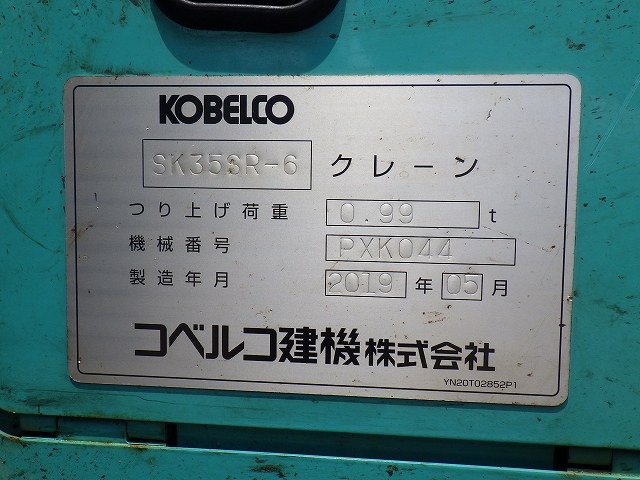 KOBELCO
SK35SR-6 クレーン
つり上げ荷重 0.99 t
機械番号 PXK044
製造年月 2019 年 05 月
コベルコ建機株式会社
YN20T02852P1